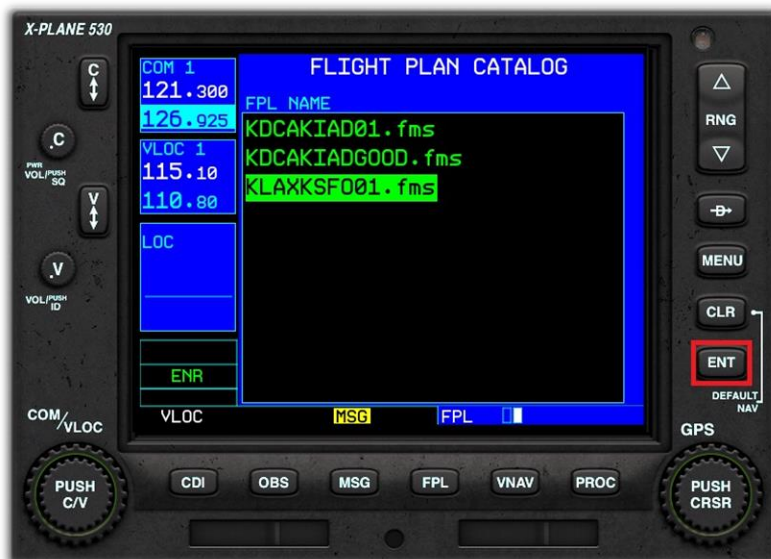 X-PLANE 530
C
.C
PWR
VOL/PUSH
SQ
V
.V
VOL/PUSH
ID
COM/VLOC
PUSH
C/V
COM 1
121.300
126.925
VLOC 1
115.10
110.80
LOC
ENR
VLOC
FLIGHT PLAN CATALOG
FPL NAME
KDCAKIAD01.fms
KDCAKIADGOOD.fms
KLAXKSFO01.fms
MSG
FPL
RNG
D
MENU
CLR
ENT
DEFAULT
NAV
GPS
PUSH
CRSR
CDI
OBS
MSG
FPL
VNAV
PROC